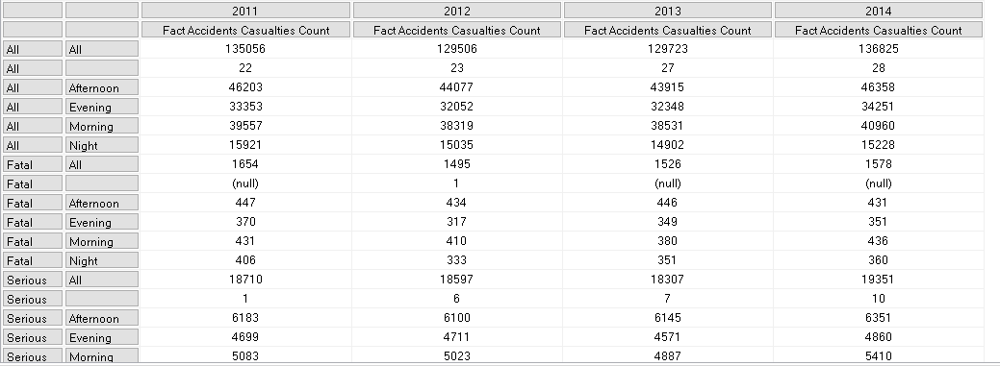 2011 2012 2013 2014
Fact Accidents Casualties Count Fact Accidents Casualties Count Fact Accidents Casualties Count Fact Accidents Casualties Count
All All 135056 129506 129723 136825
All 22 23 27 28
All Afternoon 46203 44077 43915 46358
All Evening 33353 32052 32348 34251
All Morning 39557 38319 38531 40960
All Night 15921 15035 14902 15228
Fatal All 1654 1495 1526 1578
Fatal (null) 1 (null) (null)
Fatal Afternoon 447 434 446 431
Fatal Evening 370 317 349 351
Fatal Morning 431 410 380 436
Fatal Night 406 333 351 360
Serious All 18710 18597 18307 19351
Serious 1 6 7 10
Serious Afternoon 6183 6100 6145 6351
Serious Evening 4699 4711 4571 4860
Serious Morning 5083 5023 4887 5410